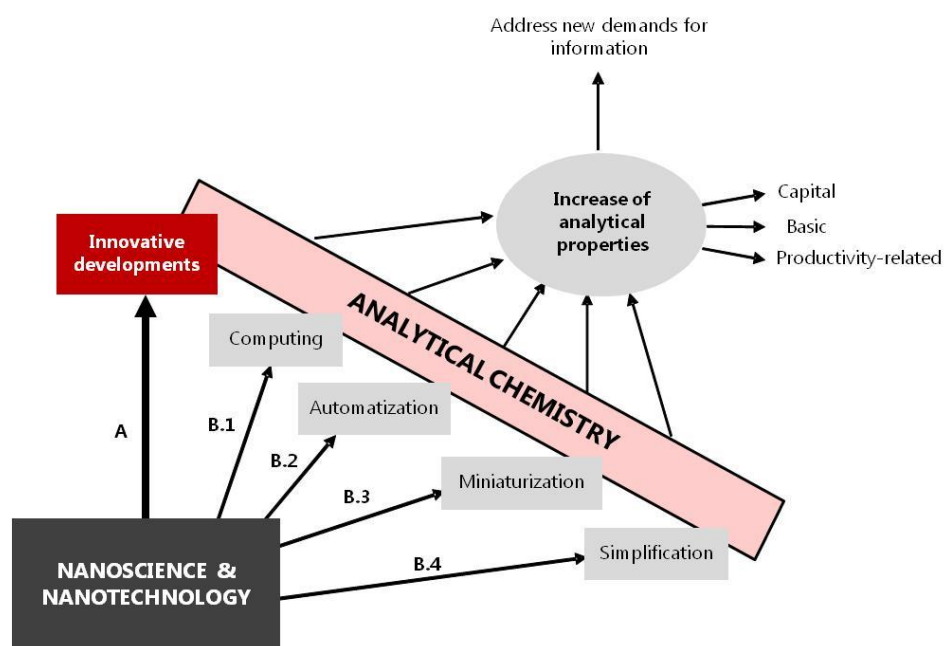 Address new demands for
information
Increase of
analytical
properties
Capital
Basic
Productivity-related
Innovative
developments
ANALYTICAL CHEMISTRY
Computing
Automatization
Miniaturization
Simplification
A
B.1
B.2
B.3
B.4
NANOSCIENCE &
NANOTECHNOLOGY